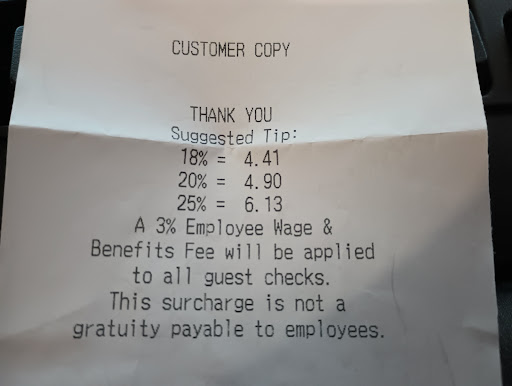 CUSTOMER COPY
THANK YOU
Suggested Tip:
18% = 4.41
20% = 4.90
25% = 6.13
A 3% Employee Wage &
Benefits Fee will be applied
to all guest checks.
This surcharge is not a
gratuity payable to employees.